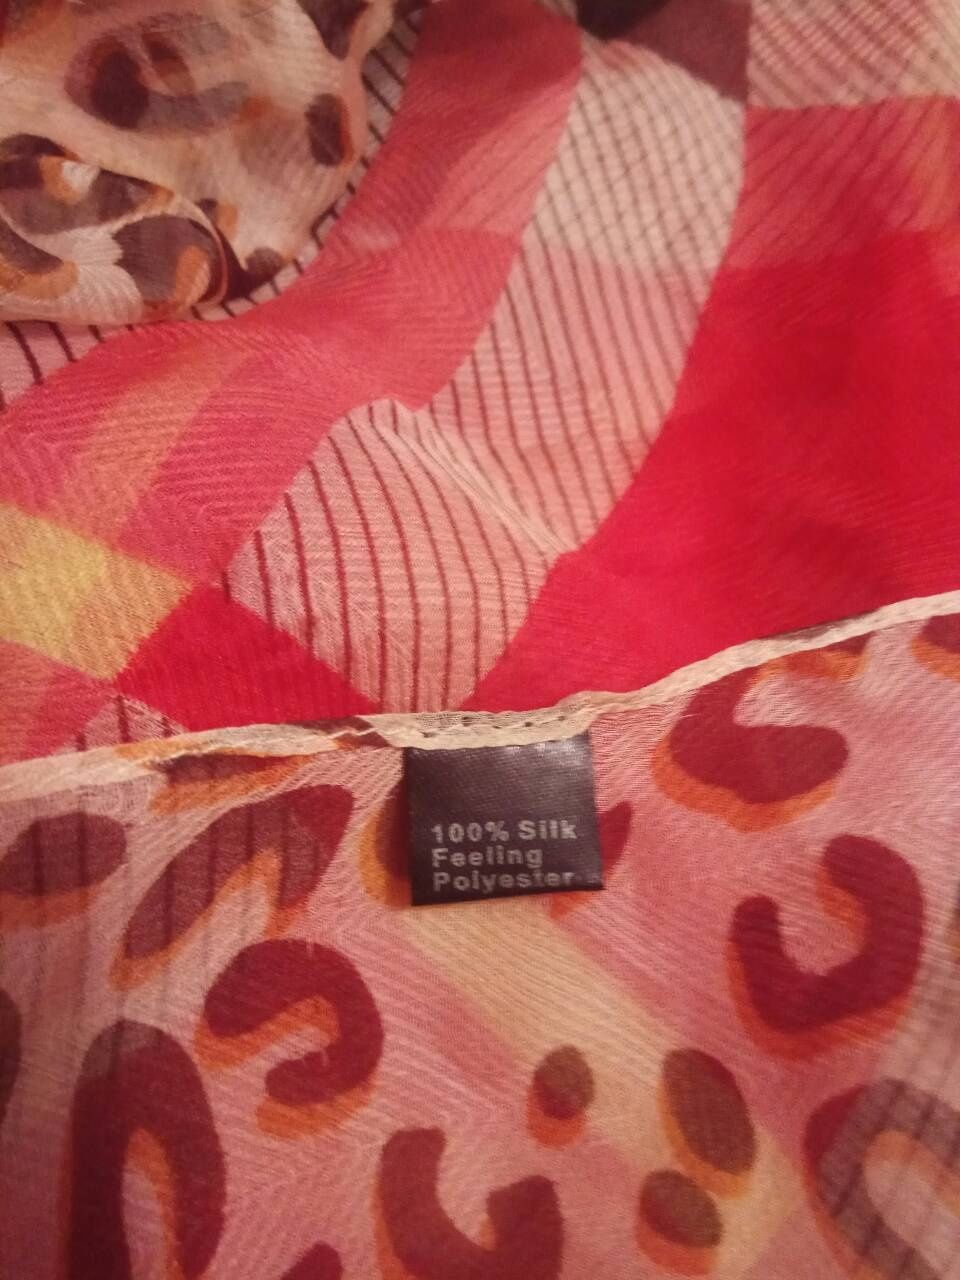 100% Silk
Feeling
Polyester